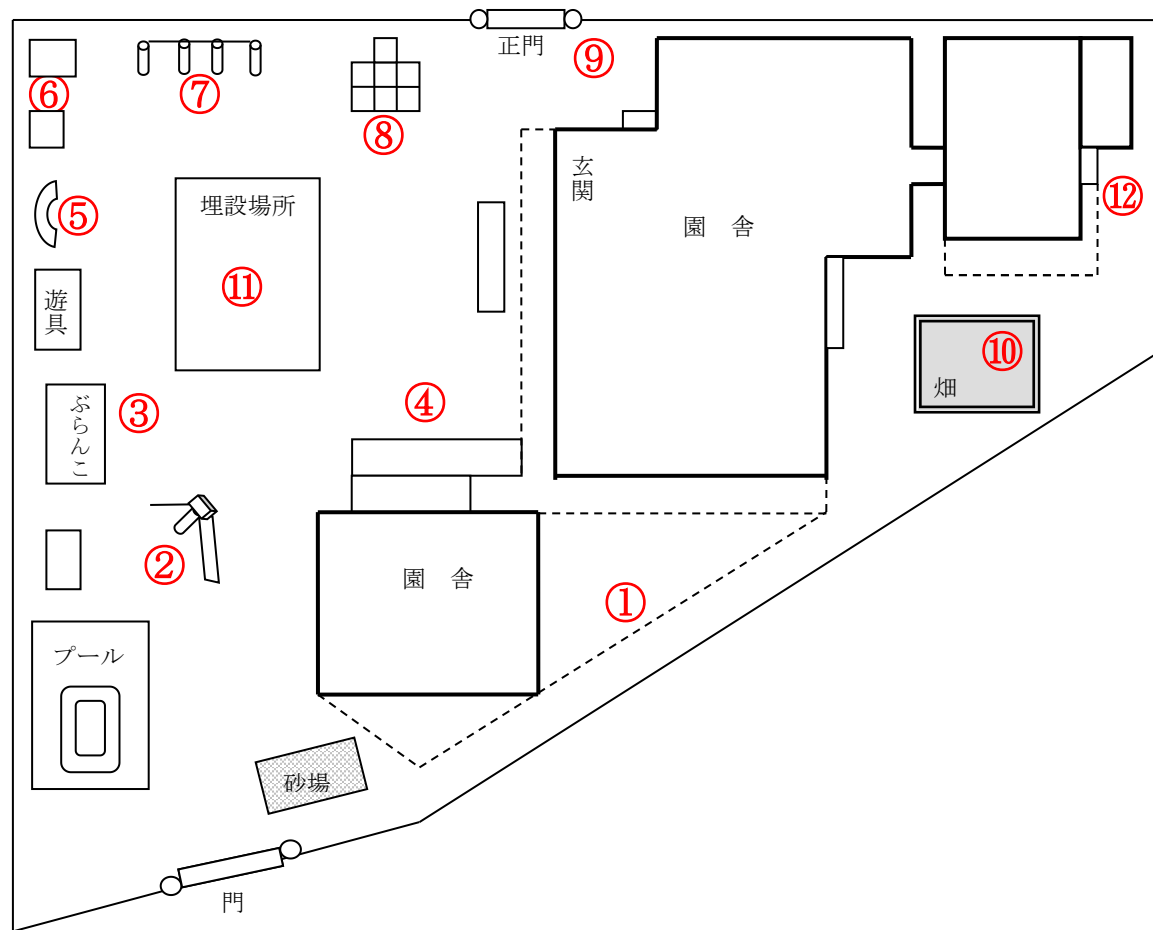 正門
⑨
⑥
⑦
⑧
玄関
園　舎
⑫
⑤
埋設場所
⑪
遊具
⑩
畑
ぶらんこ
③
④
②
園　舎
①
プール
砂場
門